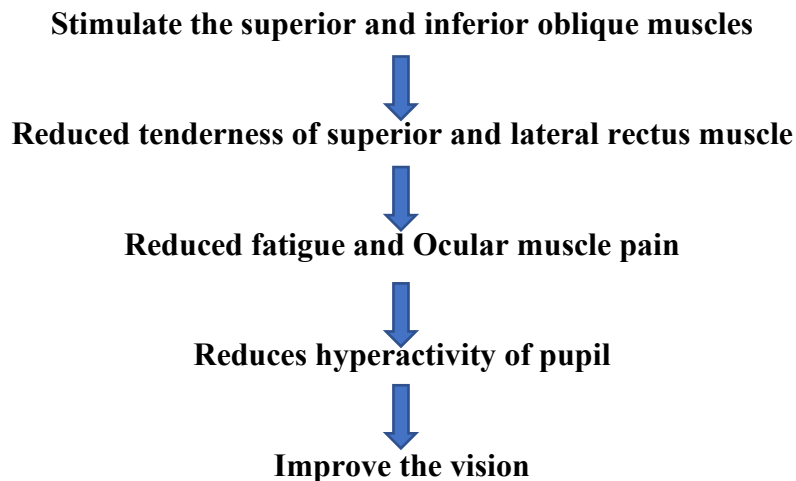 Stimulate the superior and inferior oblique muscles
Reduced tenderness of superior and lateral rectus muscle
Reduced fatigue and Ocular muscle pain
Reduces hyperactivity of pupil
Improve the vision